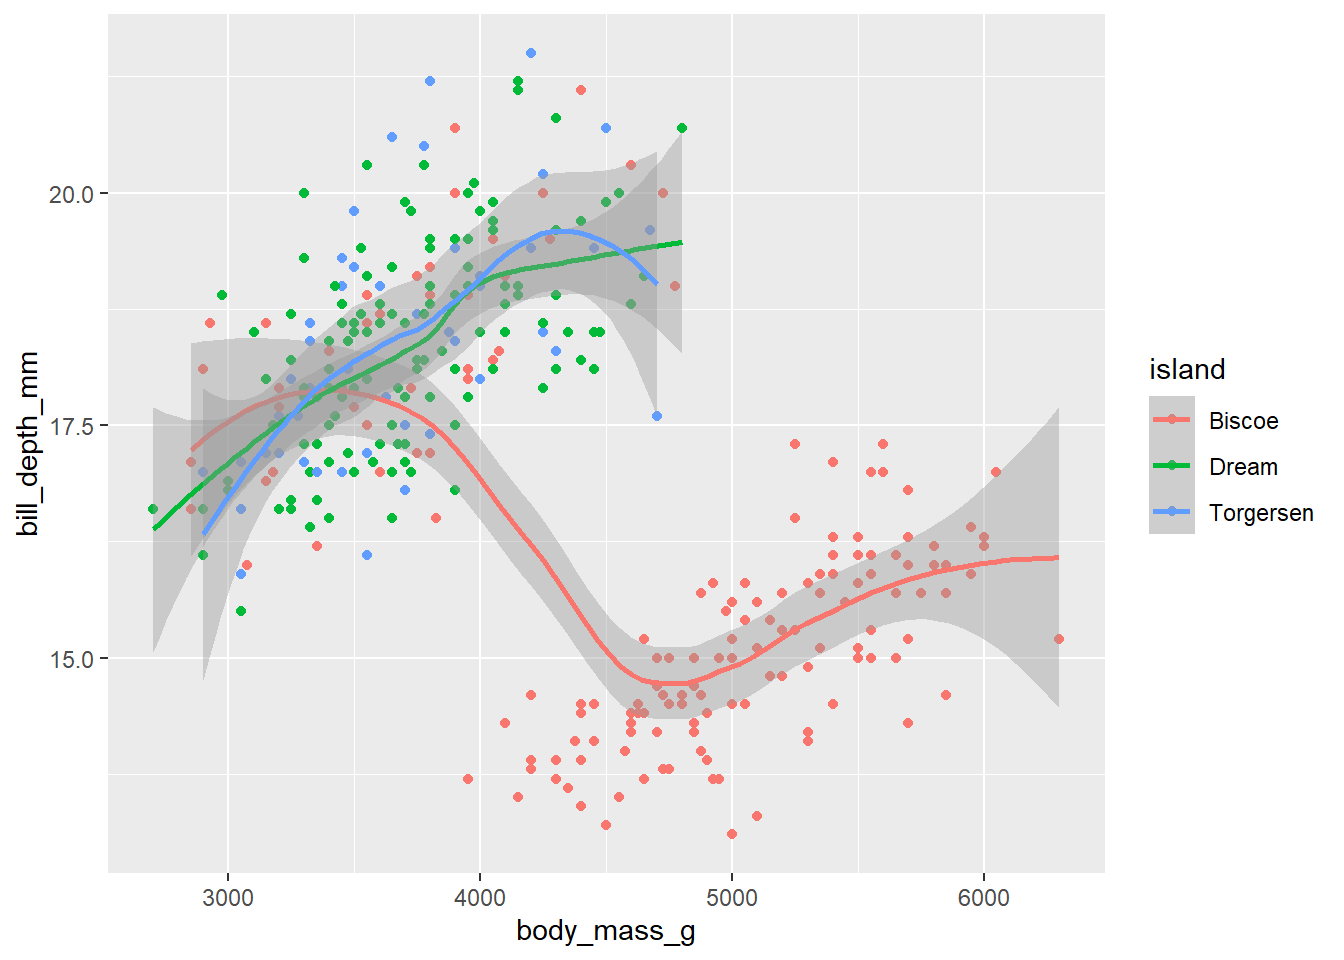 20.0
17.5
15.0
bill_depth_mm
3000 4000 5000 6000
body_mass_g
island
Biscoe
Dream
Torgersen